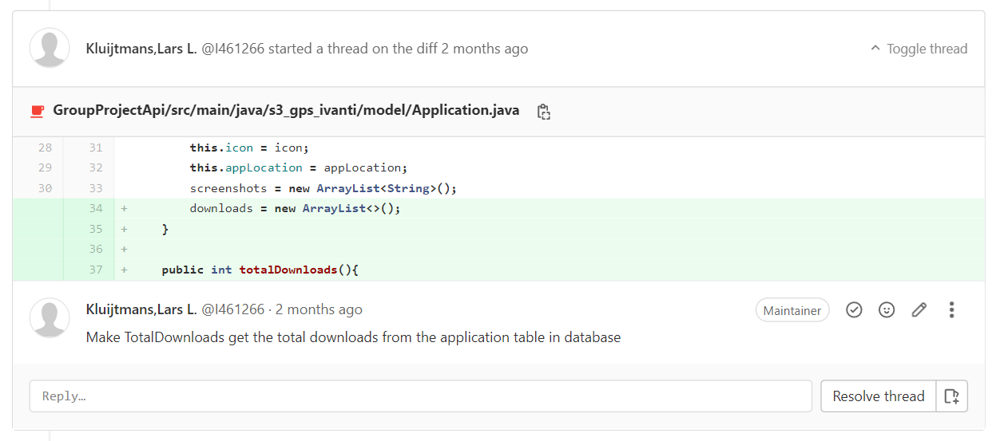 Kluijtmans,Lars L. @I461266 started a thread on the diff 2 months ago Toggle thread
GroupProjectApi/src/main/java/s3_gps_ivanti/model/Application.java
28 31 this.icon = icon;
29 32 this.appLocation = appLocation;
30 33 screenshots = new ArrayList<String>();
34 + downloads = new ArrayList<>();
35 + }
36 +
37 + public int totalDownloads(){
Kluijtmans,Lars L. @I461266 · 2 months ago Maintainer
Make TotalDownloads get the total downloads from the application table in database
Reply… Resolve thread